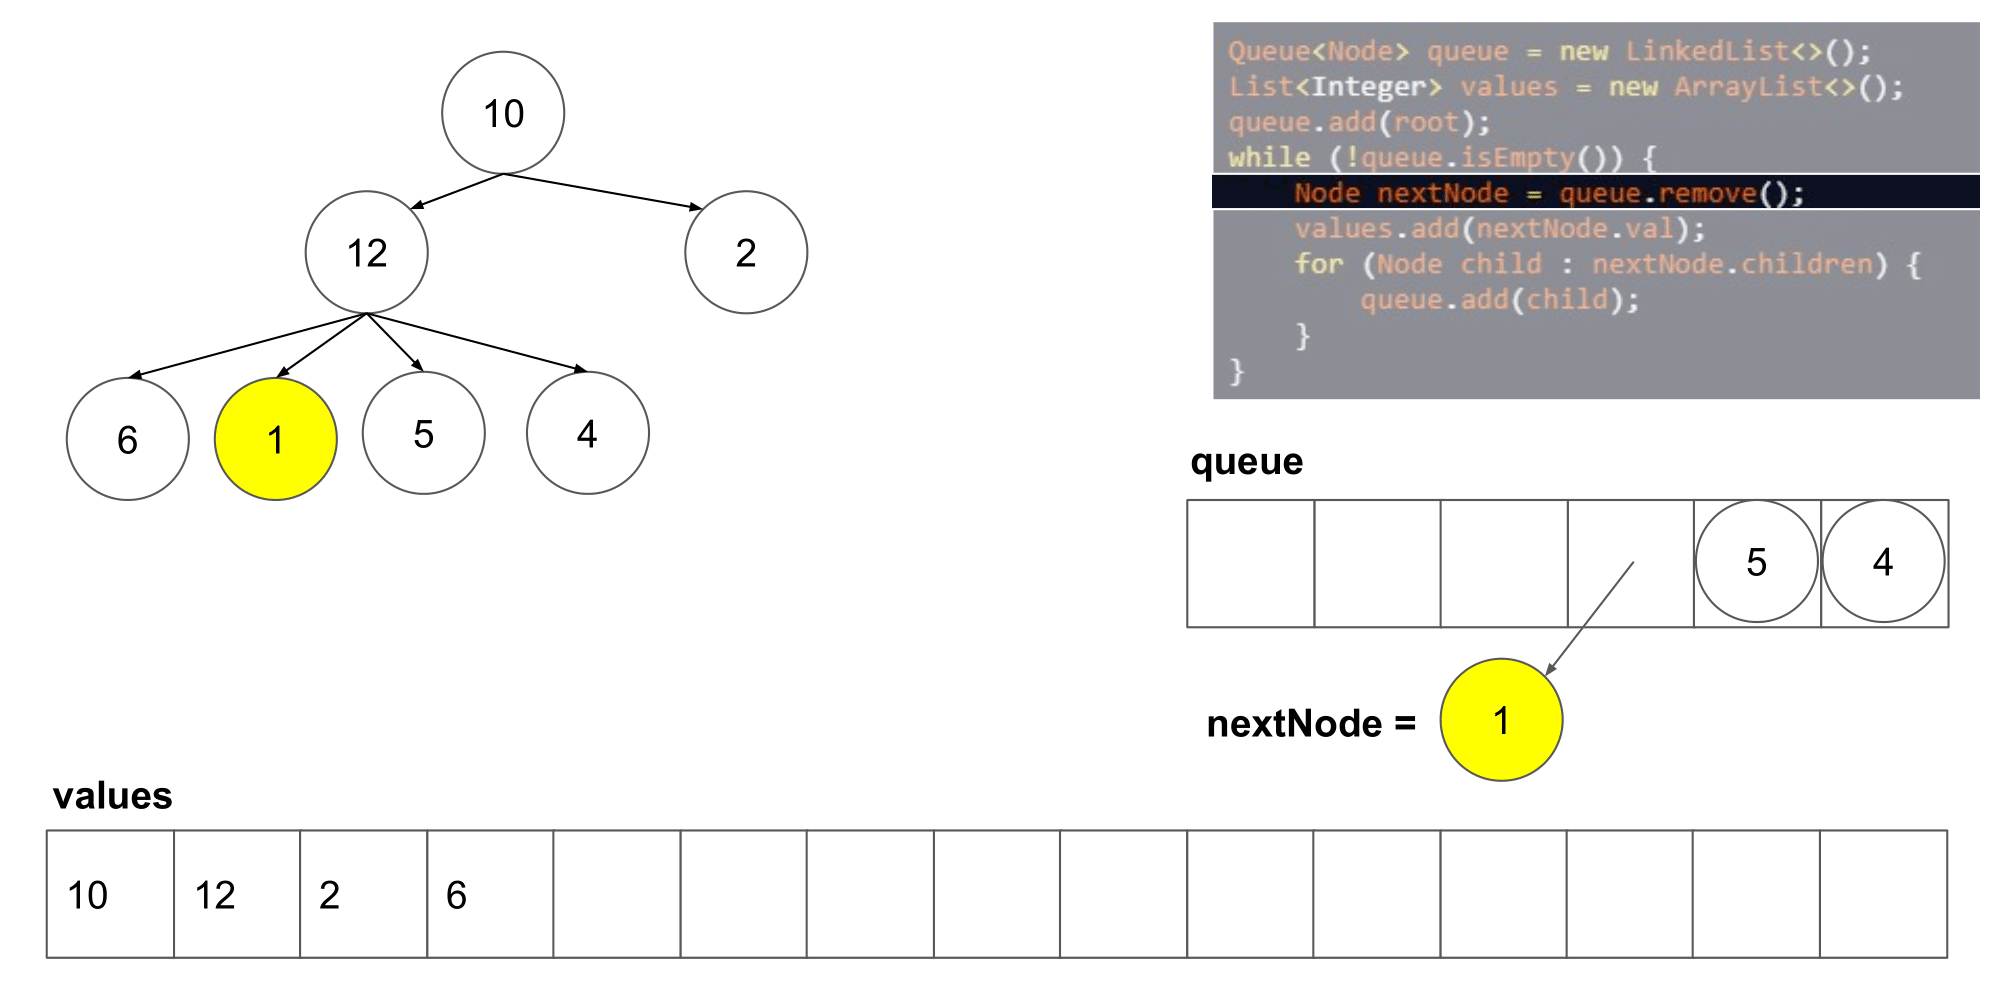 10
12
2
6
1
5
4
Queue<Node> queue = new LinkedList<>();
List<Integer> values = new ArrayList<>();
queue.add(root);
while (!queue.isEmpty()) {
    Node nextNode = queue.remove();
    values.add(nextNode.val);
    for (Node child : nextNode.children) {
        queue.add(child);
    }
}
queue
5 4
nextNode = 1
values
10 12 2 6